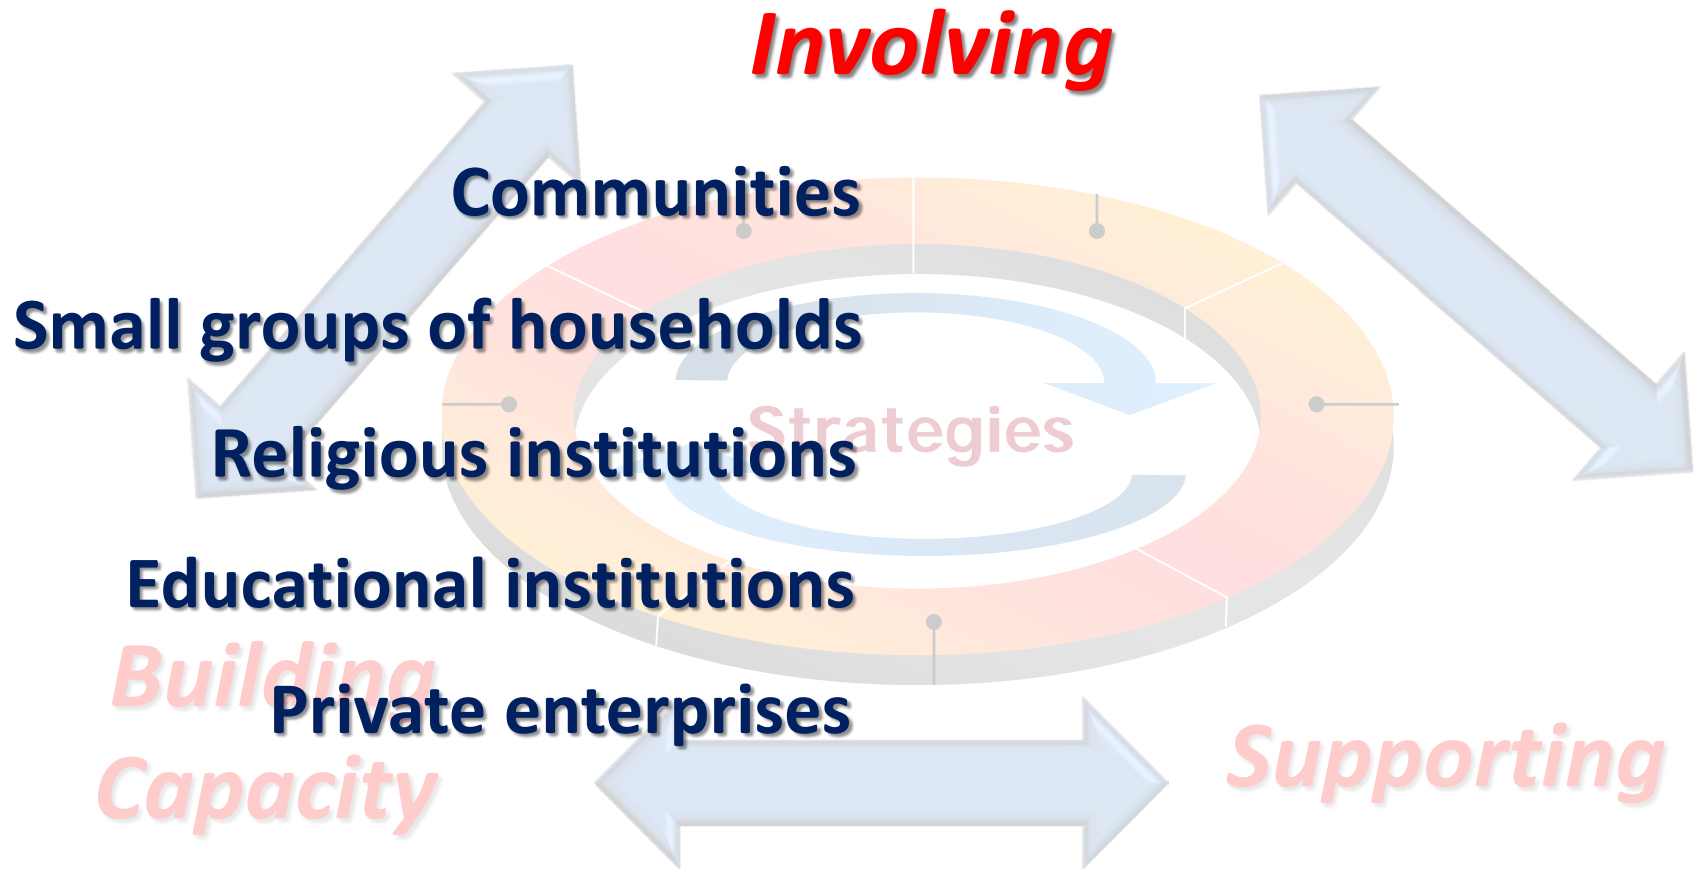 Involving
Communities
Small groups of households
Strategies
Religious institutions
Educational institutions
Building
Private enterprises
Supporting
Capacity